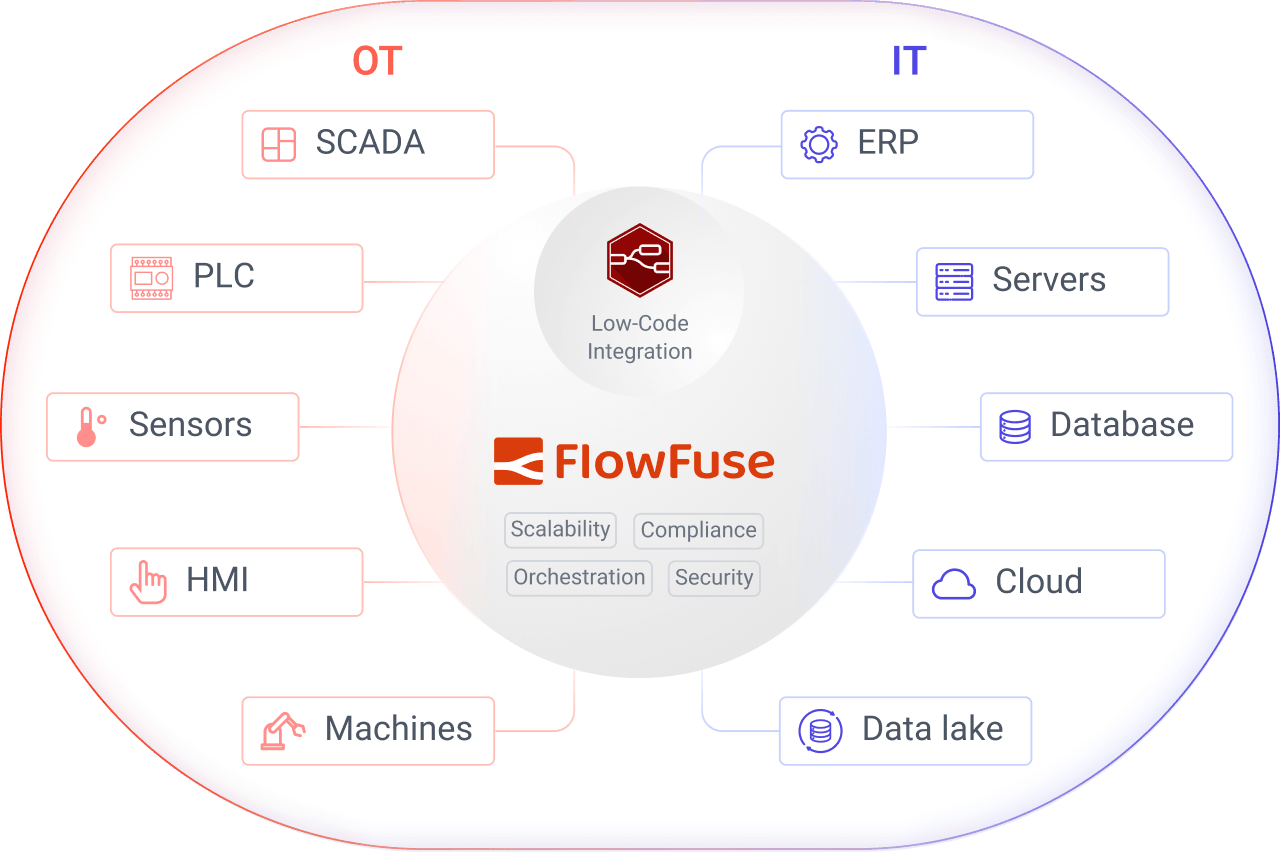 OT
IT
SCADA
ERP
PLC
Servers
Low-Code
Integration
Sensors
Database
FlowFuse
Scalability
Compliance
Orchestration
Security
HMI
Cloud
Machines
Data lake